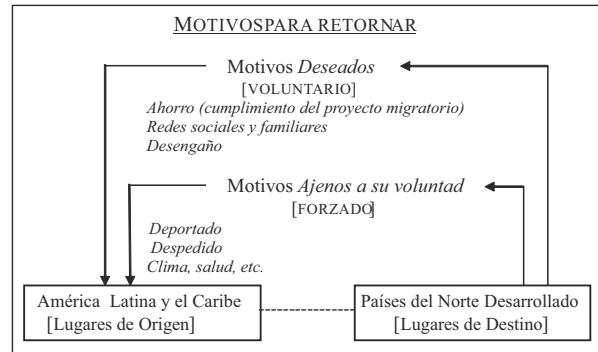 MOTIVOSPARA RETORNAR
Motivos Deseados
[VOLUNTARIO]
Ahorro (cumplimiento del proyecto migratorio)
Redes sociales y familiares
Desengaño
Motivos Ajenos a su voluntad
[FORZADO]
Deportado
Despedido
Clima, salud, etc.
América Latina y el Caribe
[Lugares de Origen]
Países del Norte Desarrollado
[Lugares de Destino]